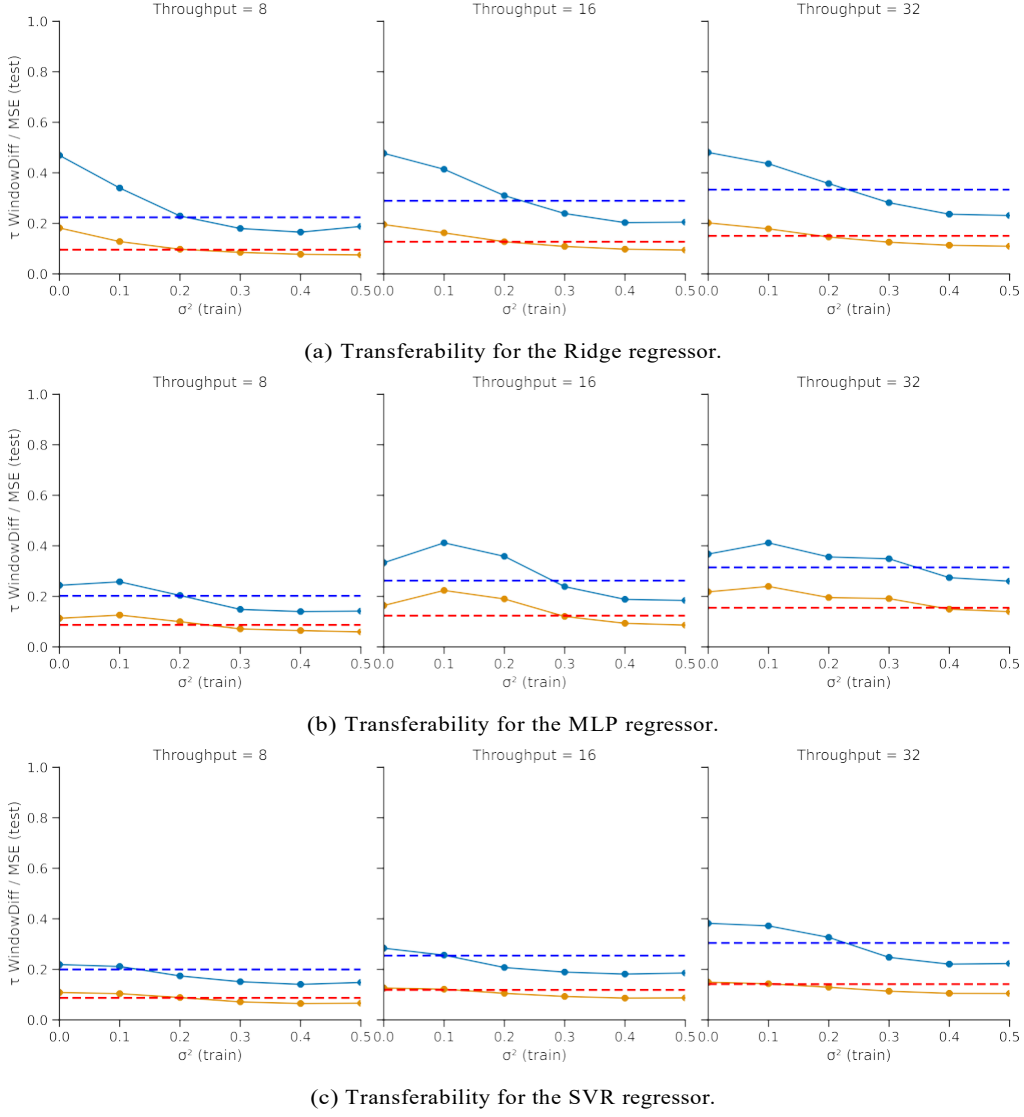 Throughput = 8 Throughput = 16 Throughput = 32
τ WindowDiff / MSE (test)
1.0
0.8
0.6
0.4
0.2
0.0
0.0 0.1 0.2 0.3 0.4 0.5 0.0 0.1 0.2 0.3 0.4 0.5 0.0 0.1 0.2 0.3 0.4 0.5
σ² (train) σ² (train) σ² (train)
(a) Transferability for the Ridge regressor.
Throughput = 8 Throughput = 16 Throughput = 32
τ WindowDiff / MSE (test)
1.0
0.8
0.6
0.4
0.2
0.0
0.0 0.1 0.2 0.3 0.4 0.5 0.0 0.1 0.2 0.3 0.4 0.5 0.0 0.1 0.2 0.3 0.4 0.5
σ² (train) σ² (train) σ² (train)
(b) Transferability for the MLP regressor.
Throughput = 8 Throughput = 16 Throughput = 32
τ WindowDiff / MSE (test)
1.0
0.8
0.6
0.4
0.2
0.0
0.0 0.1 0.2 0.3 0.4 0.5 0.0 0.1 0.2 0.3 0.4 0.5 0.0 0.1 0.2 0.3 0.4 0.5
σ² (train) σ² (train) σ² (train)
(c) Transferability for the SVR regressor.